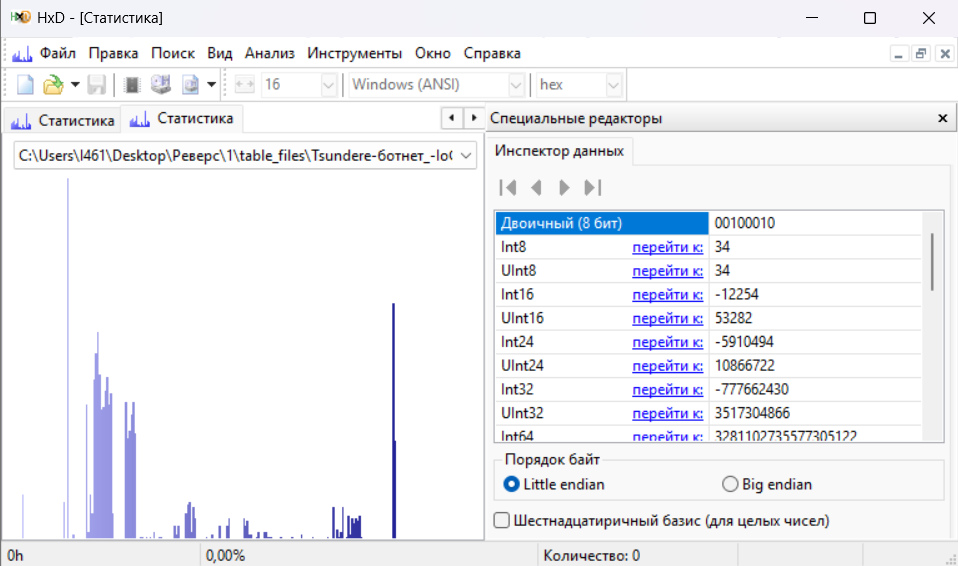 HxD - [Статистика]
Файл Правка Поиск Вид Анализ Инструменты Окно Справка
16 Windows (ANSI) hex
Статистика Статистика
C:\Users\I461\Desktop\Реверс\1\table_files\Tsundere-ботнет_-IoC
Специальные редакторы
Инспектор данных
Двоичный (8 бит) 00100010
Int8 перейти к: 34
UInt8 перейти к: 34
Int16 перейти к: -12254
UInt16 перейти к: 53282
Int24 перейти к: -5910494
UInt24 перейти к: 10866722
Int32 перейти к: -777662430
UInt32 перейти к: 3517304866
Int64 перейти к: 3281102735577305122
Порядок байт
Little endian Big endian
Шестнадцатиричный базис (для целых чисел)
0h 0,00% Количество: 0